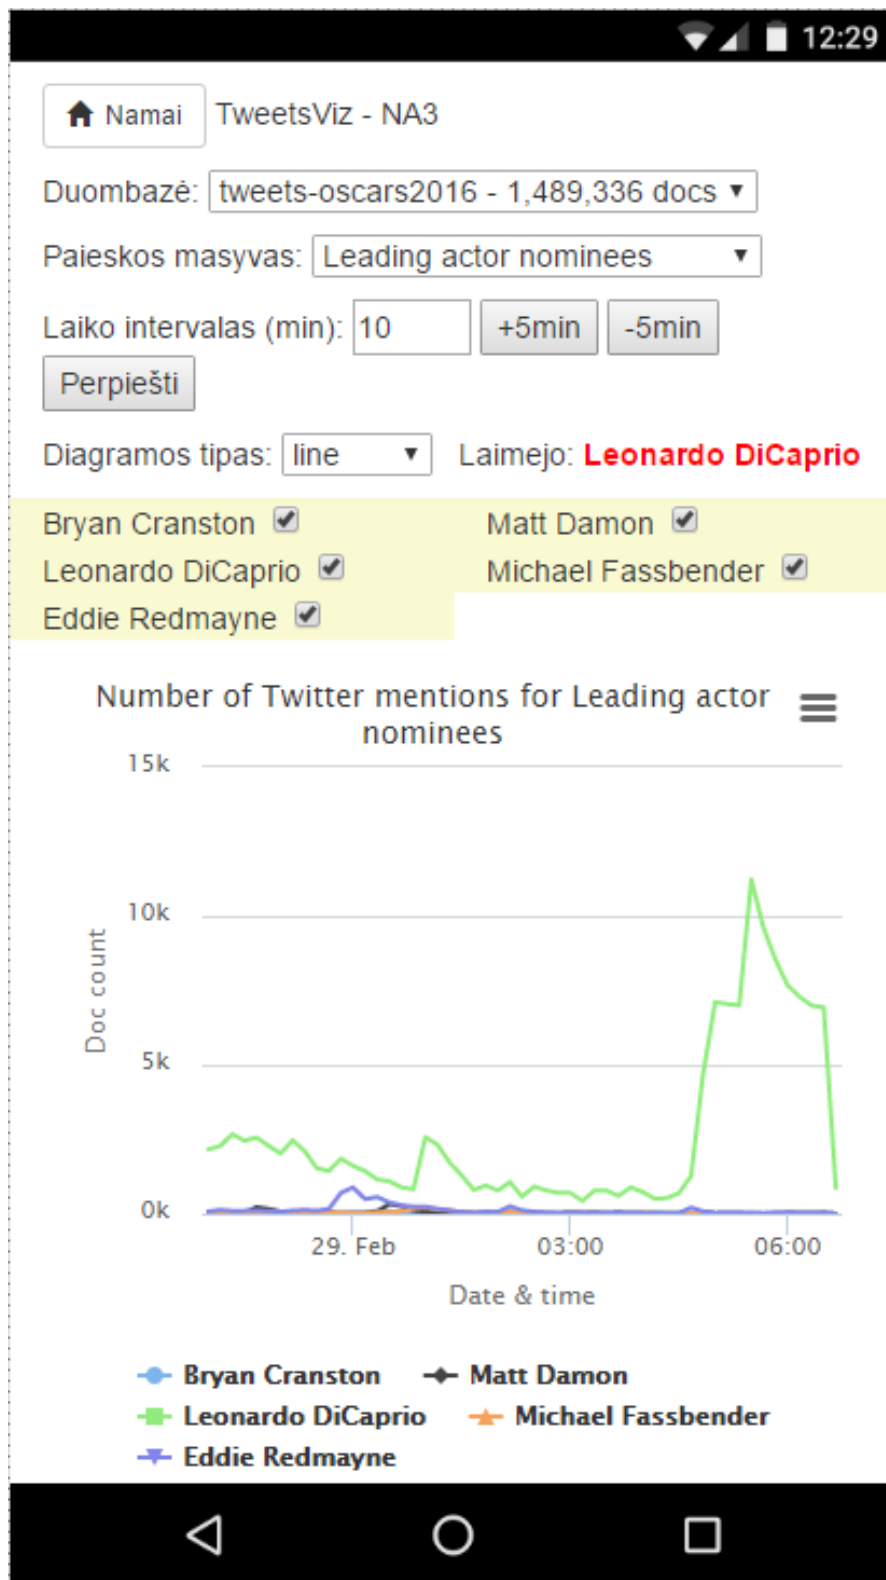 12:29
Namai TweetsViz - NA3
Duombazė: tweets-oscars2016 - 1,489,336 docs
Paieskos masyvas: Leading actor nominees
Laiko intervalas (min): 10 +5min -5min
Perpiešti
Diagramos tipas: line Laimejo: Leonardo DiCaprio
Bryan Cranston Matt Damon
Leonardo DiCaprio Michael Fassbender
Eddie Redmayne
Number of Twitter mentions for Leading actor
nominees
15k
10k
Doc count
5k
0k
29. Feb 03:00 06:00
Date & time
Bryan Cranston Matt Damon
Leonardo DiCaprio Michael Fassbender
Eddie Redmayne